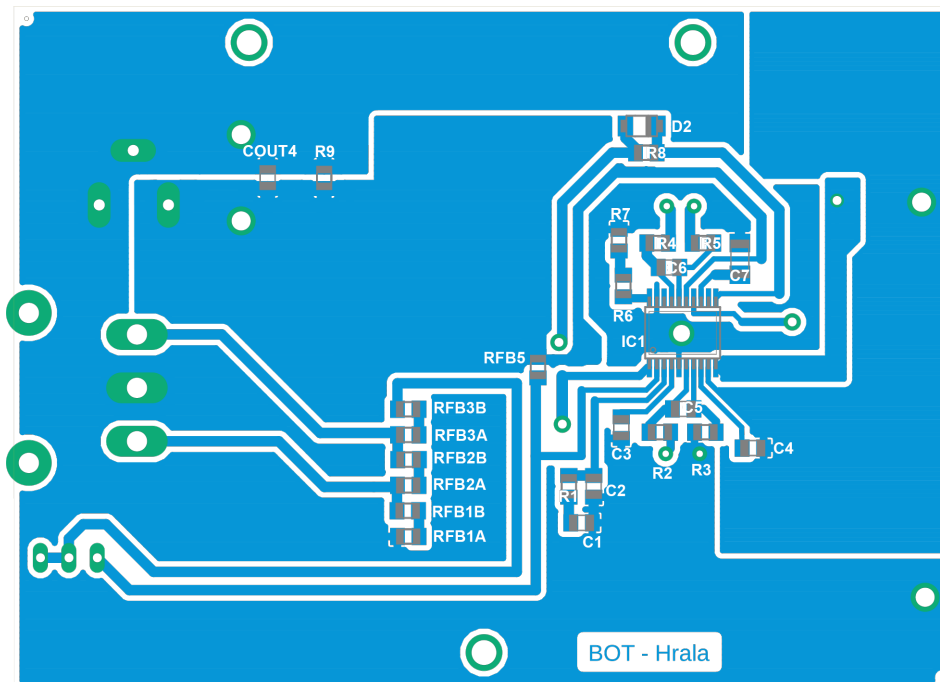 D2
R8
COUT4
R9
R7
R4
R5
C6
C7
R6
IC1
RFB5
RFB3B
C5
RFB3A
C3
C4
RFB2B
R2
R3
RFB2A
R1
C2
RFB1B
RFB1A
C1
BOT - Hrala